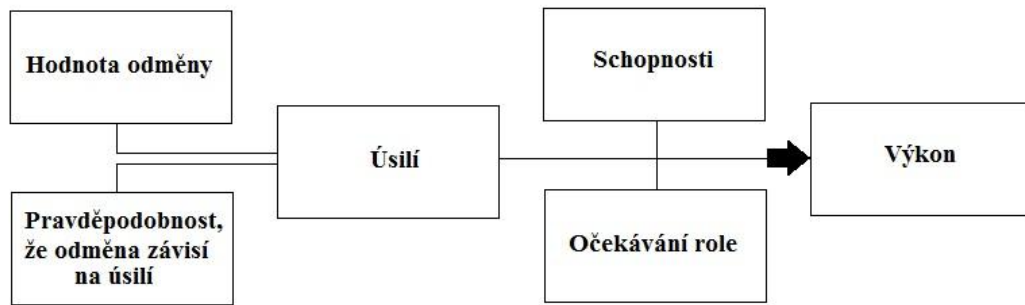 Hodnota odměny
Schopnosti
Úsilí
Výkon
Pravděpodobnost,
že odměna závisí
na úsilí
Očekávání role